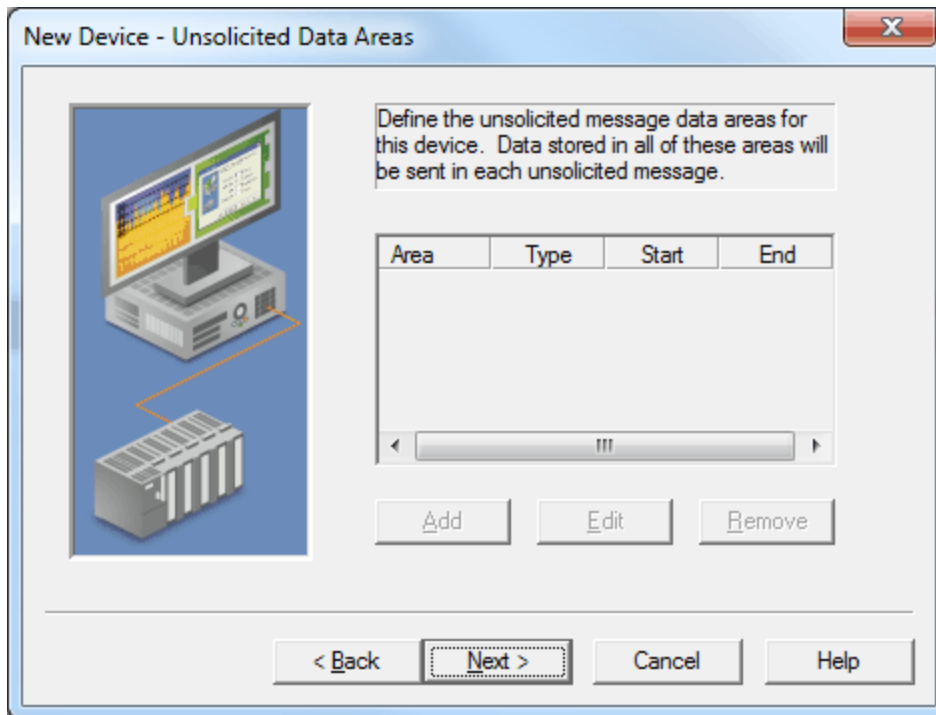 New Device - Unsolicited Data Areas
Define the unsolicited message data areas for
this device.  Data stored in all of these areas will
be sent in each unsolicited message.
Area Type Start End
Add Edit Remove
< Back Next > Cancel Help